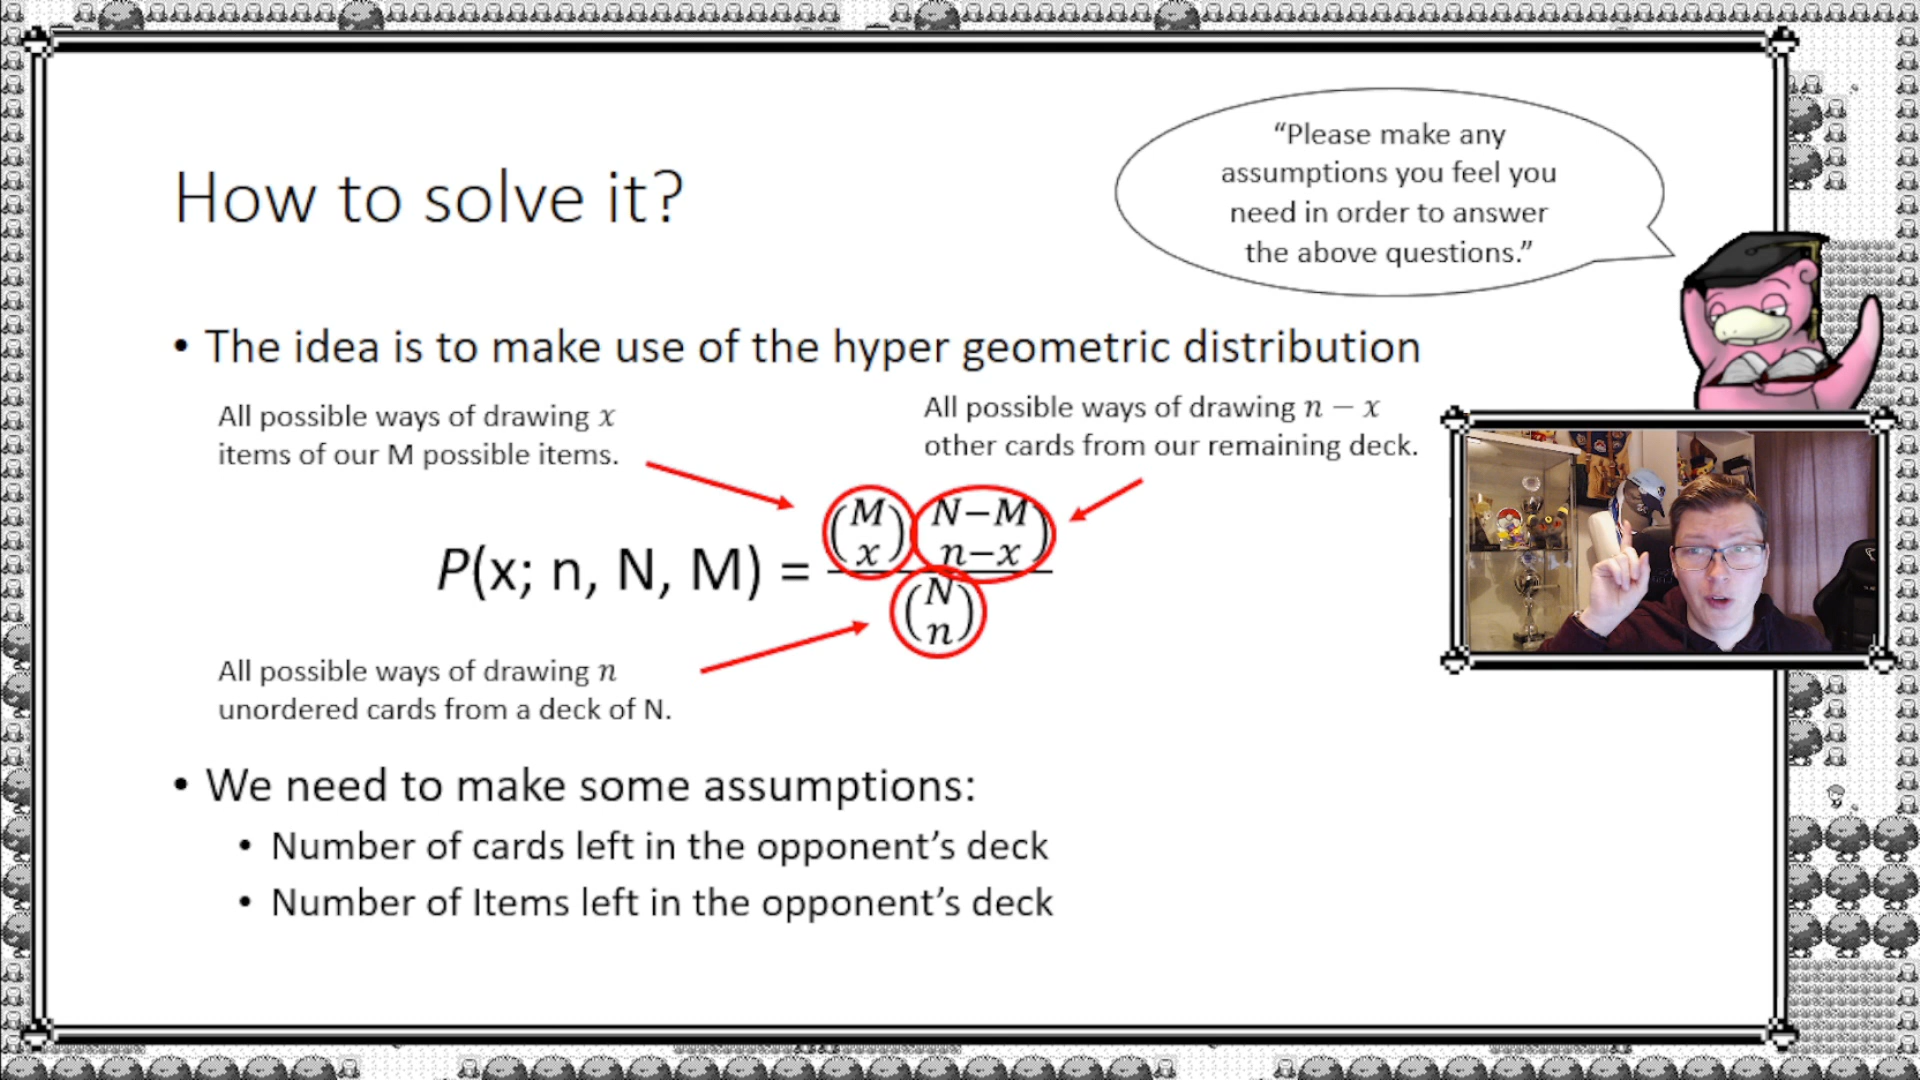 How to solve it?
“Please make any
assumptions you feel you
need in order to answer
the above questions.”
• The idea is to make use of the hyper geometric distribution
All possible ways of drawing x
items of our M possible items.
All possible ways of drawing n − x
other cards from our remaining deck.
P(x; n, N, M) = (M x)(N−M n−x) / (N n)
All possible ways of drawing n
unordered cards from a deck of N.
• We need to make some assumptions:
• Number of cards left in the opponent’s deck
• Number of Items left in the opponent’s deck